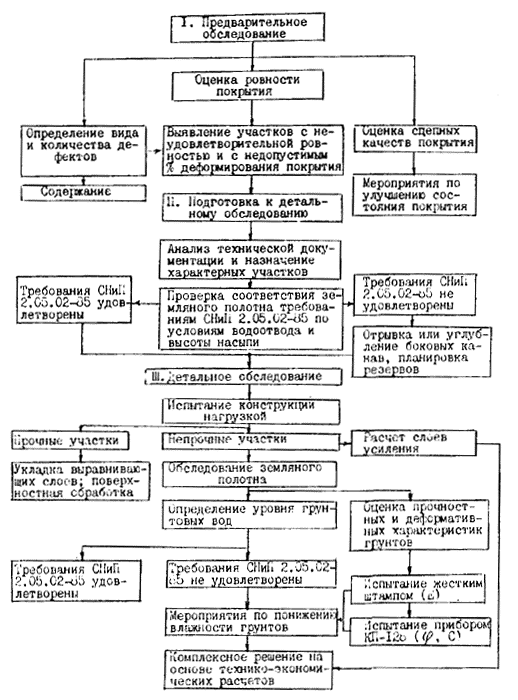 I. Предварительное
обследование
Оценка ровности
покрытия
Определение вида
и количества де-
фектов
Выявление участков с не-
удовлетворительной ров-
ностью и с недопустимым
% деформирования покрытия
Оценка сцепных
качеств покрытия
Содержание
Мероприятия по
улучшению сос-
тояния покрытия
II. Подготовка к деталь-
ному обследованию
Анализ технической доку-
ментации и назначение
характерных участков
Требования СНиП
2.05.02-85 удов-
летворены
Проверка соответствия зе-
мляного полотна требова-
ниям СНиП 2.05.02-85 по
условиям водоотвода и
высоты насыпи
Требования СНиП
2.05.02-85 не
удовлетворены
Отрывка или углуб-
ление боковых ка-
нав, планировка
резервов
III. Детальное обследование
Испытание конструкции
нагрузкой
Прочные участки
Непрочные участки
Расчет слоев
усиления
Укладка выравниваю-
щих слоев; поверх-
ностная обработка
Обследование земляного
полотна
Определение уровня грун-
товых вод
Оценка прочност-
ных и деформатив-
ных характеристик
грунтов
Требования СНиП
2.05.02-85 удов-
летворены
Требования СНиП 2.05.02-
85 не удовлетворены
Испытание жестким
штампом (E)
Мероприятия по понижению
влажности грунтов
Испытание прибором
КП-126 (φ, С)
Комплексное решение на
основе технико-экономи-
ческих расчетов